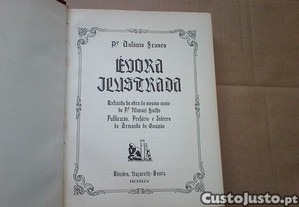 Pe. António Franco
ÉVORA
ILUSTRADA
Extraída da obra do mesmo nome
do Pe. Manuel Fialho
Publicação, Prefácio e Índices
de Armando de Gusmão
Edições Nazareth-Évora
CustoJusto.pt